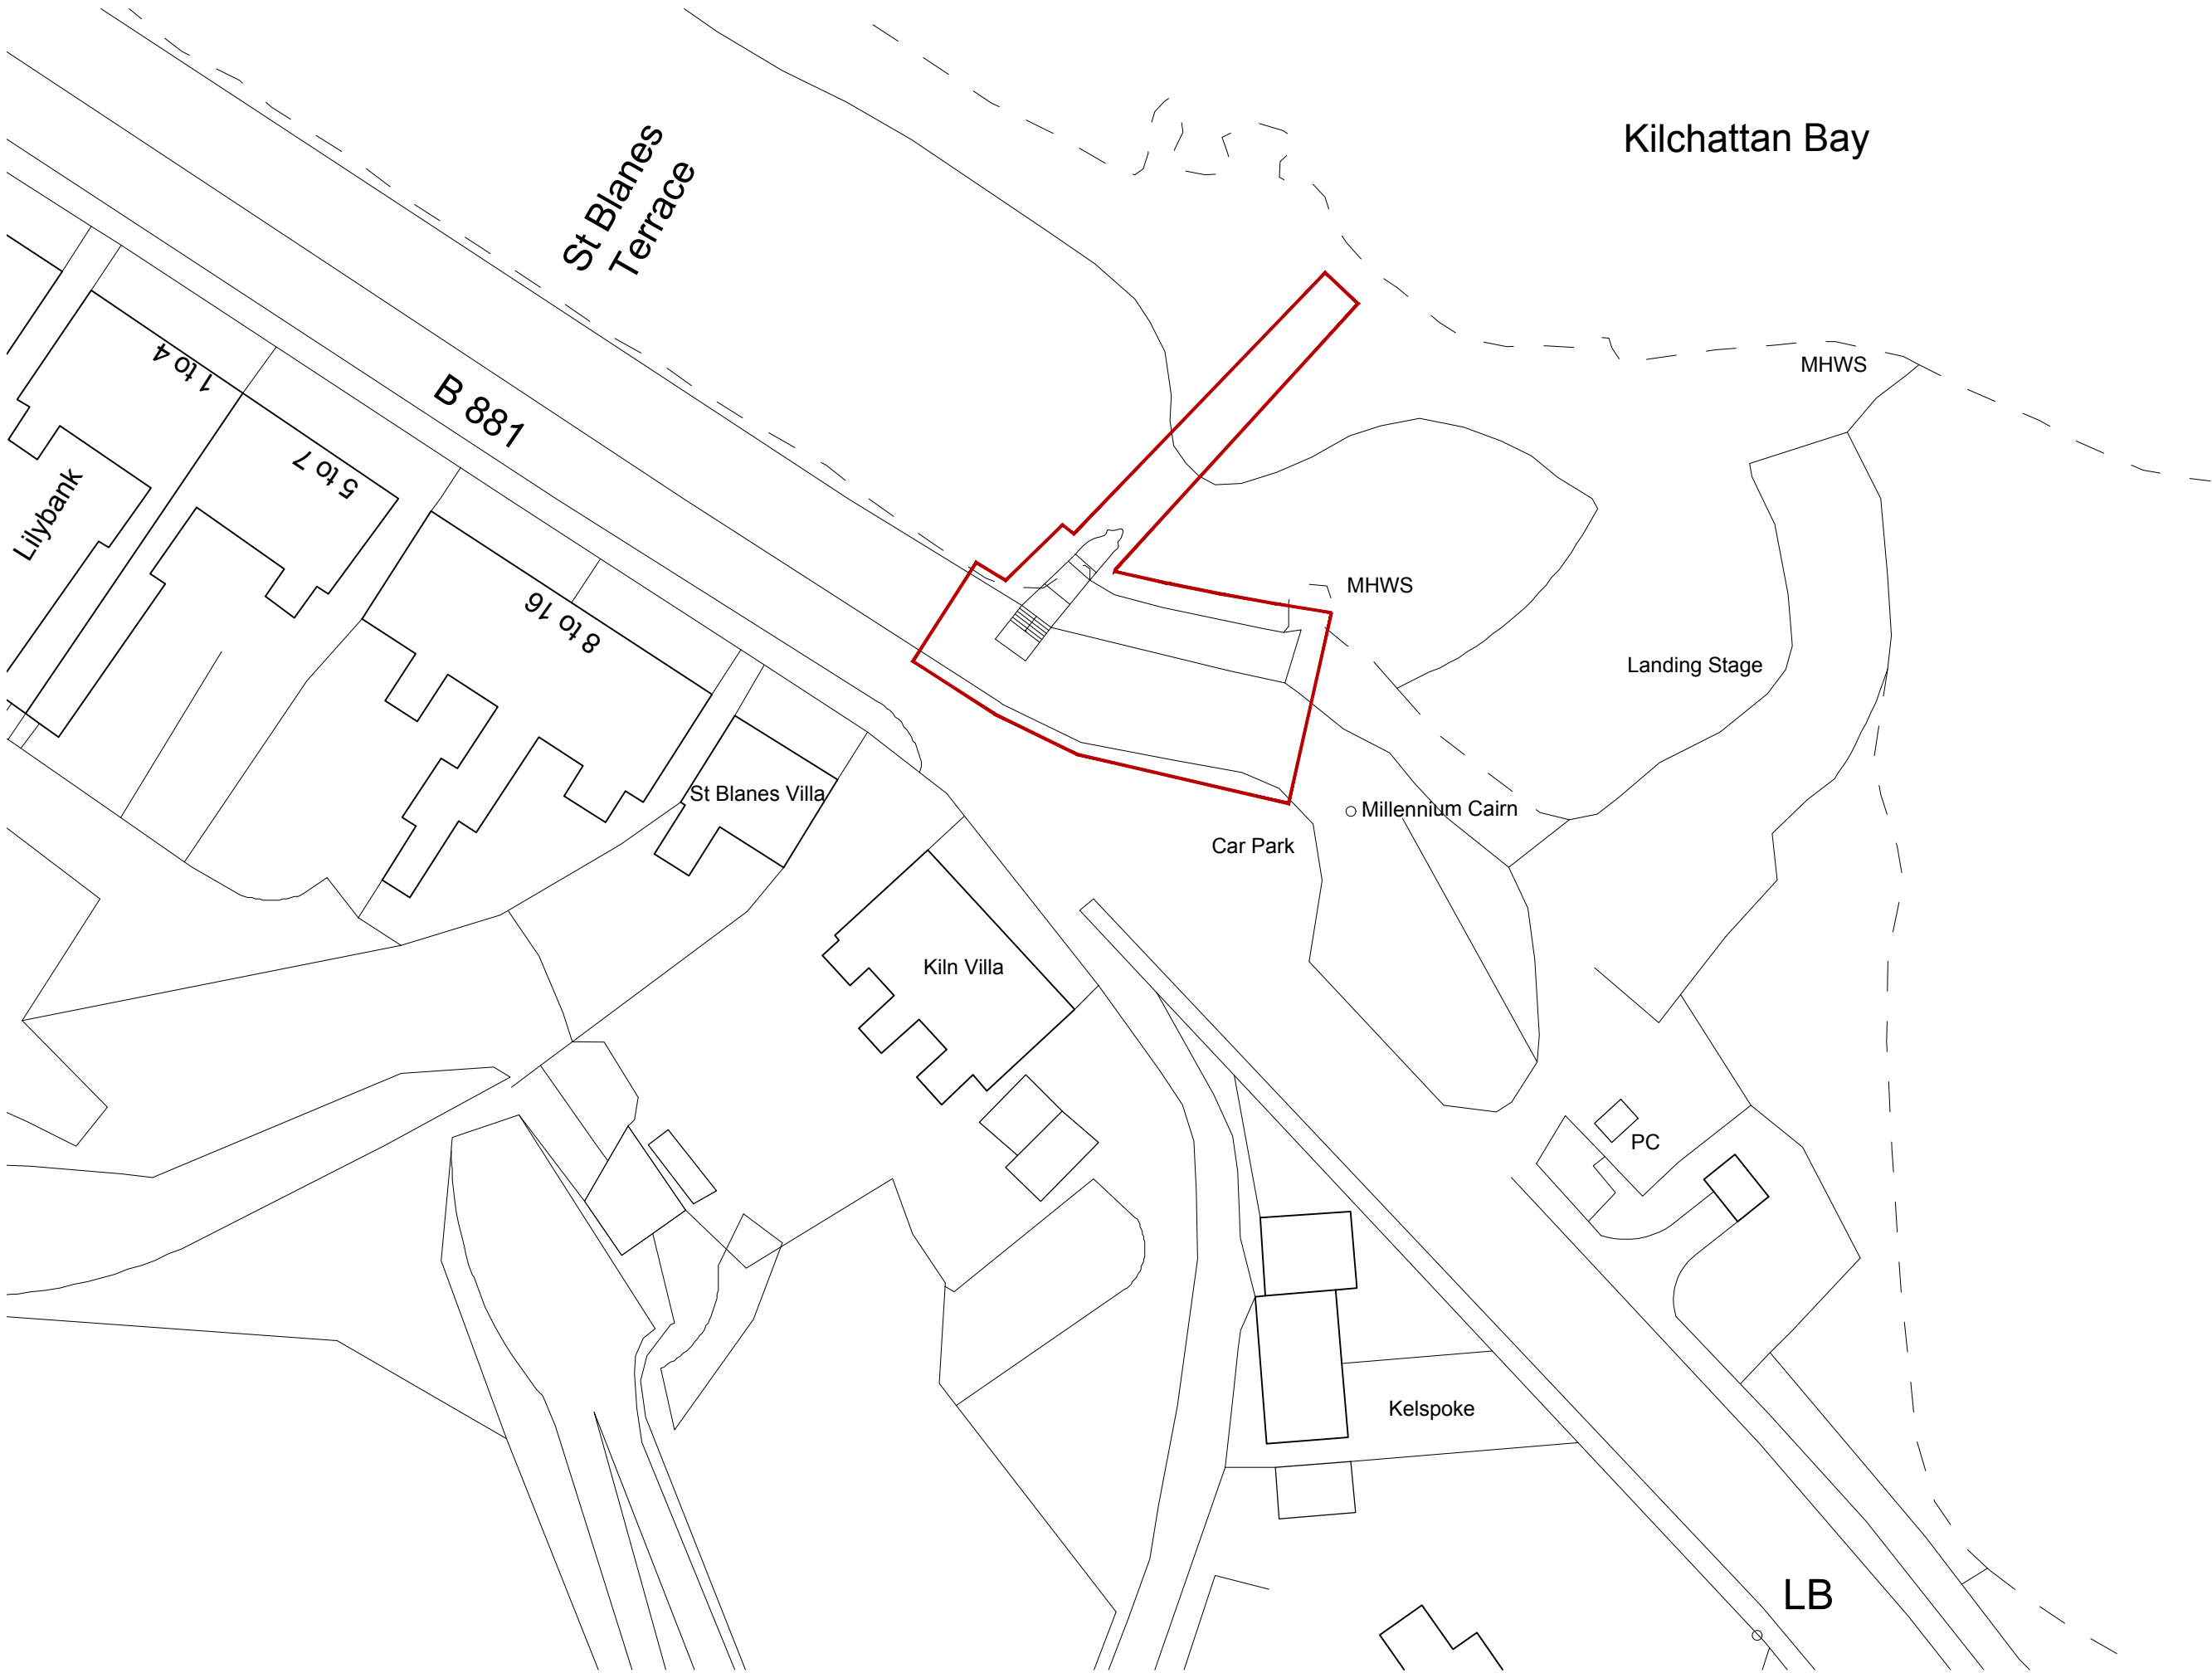 Kilchattan Bay
St Blanes
Terrace
MHWS
1 to 4
B 881
5 to 7
Lilybank
MHWS
8 to 16
Landing Stage
St Blanes Villa
Millennium Cairn
Car Park
Kiln Villa
PC
Kelspoke
LB